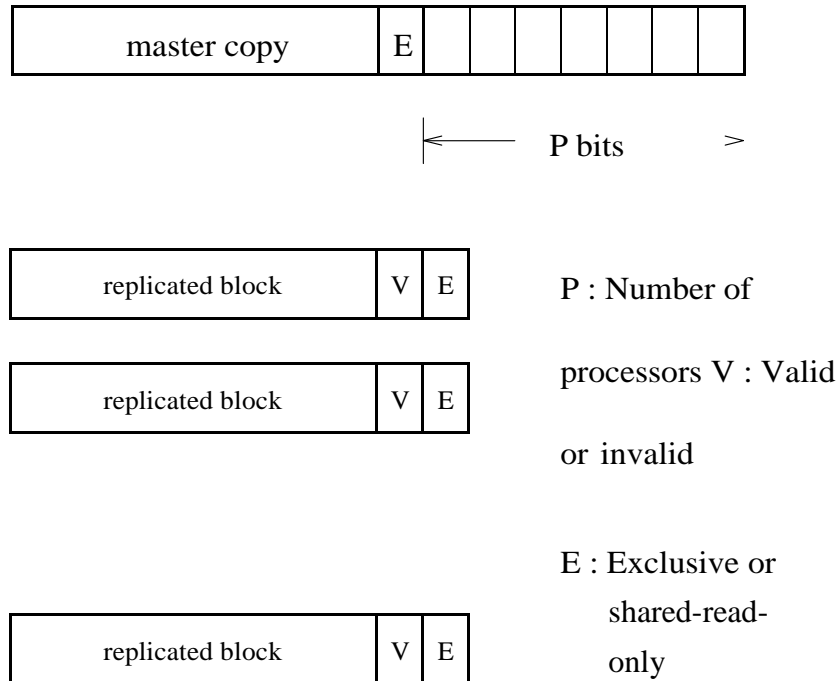 master copy E
P bits
replicated block V E
P : Number of
processors V : Valid
replicated block V E
or invalid
E : Exclusive or
shared-read-
only
replicated block V E